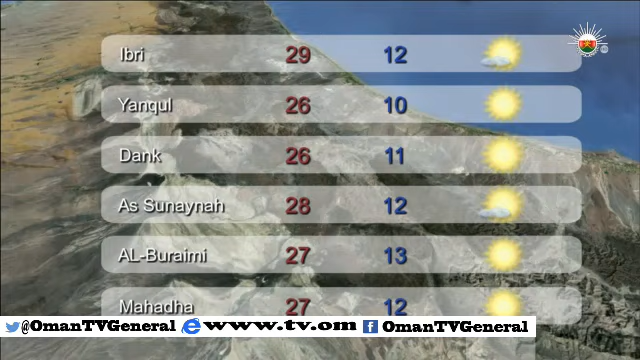 Ibri 29 12
Yanqul 26 10
Dank 26 11
As Sunaynah 28 12
AL-Buraimi 27 13
Mahadha 27 12
@OmanTVGeneral www.tv.om OmanTVGeneral